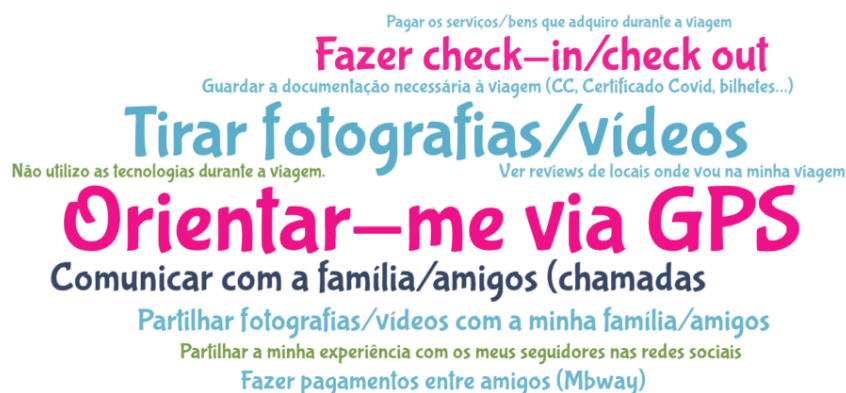 Pagar os serviços/bens que adquiro durante a viagem
Fazer check-in/check out
Guardar a documentação necessária à viagem (CC, Certificado Covid, bilhetes...)
Tirar fotografias/vídeos
Não utilizo as tecnologias durante a viagem.
Ver reviews de locais onde vou na minha viagem
Orientar-me via GPS
Comunicar com a família/amigos (chamadas
Partilhar fotografias/vídeos com a minha família/amigos
Partilhar a minha experiência com os meus seguidores nas redes sociais
Fazer pagamentos entre amigos (Mbway)